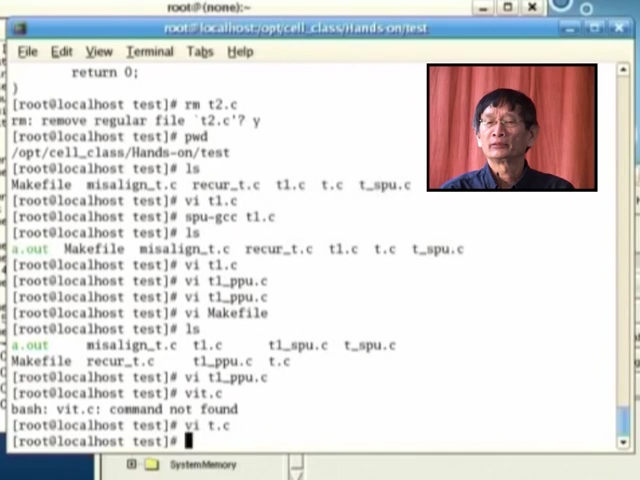 root@(none):~
root@localhost:/opt/cell_class/Hands-on/test
File Edit View Terminal Tabs Help
return 0;
)
[root@localhost test]# rm t2.c
rm: remove regular file `t2.c'? y
[root@localhost test]# pwd
/opt/cell_class/Hands-on/test
[root@localhost test]# ls
Makefile misalign_t.c recur_t.c t1.c t.c t_spu.c
[root@localhost test]# vi t1.c
[root@localhost test]# spu-gcc t1.c
[root@localhost test]# ls
a.out Makefile misalign_t.c recur_t.c t1.c t.c t_spu.c
[root@localhost test]# vi t1.c
[root@localhost test]# vi t1_ppu.c
[root@localhost test]# vi t1_ppu.c
[root@localhost test]# vi Makefile
[root@localhost test]# ls
a.out misalign_t.c t1.c t1_spu.c t_spu.c
Makefile recur_t.c t1_ppu.c t.c
[root@localhost test]# vi t1_ppu.c
[root@localhost test]# vit.c
bash: vit.c: command not found
[root@localhost test]# vi t.c
[root@localhost test]#
SystemMemory